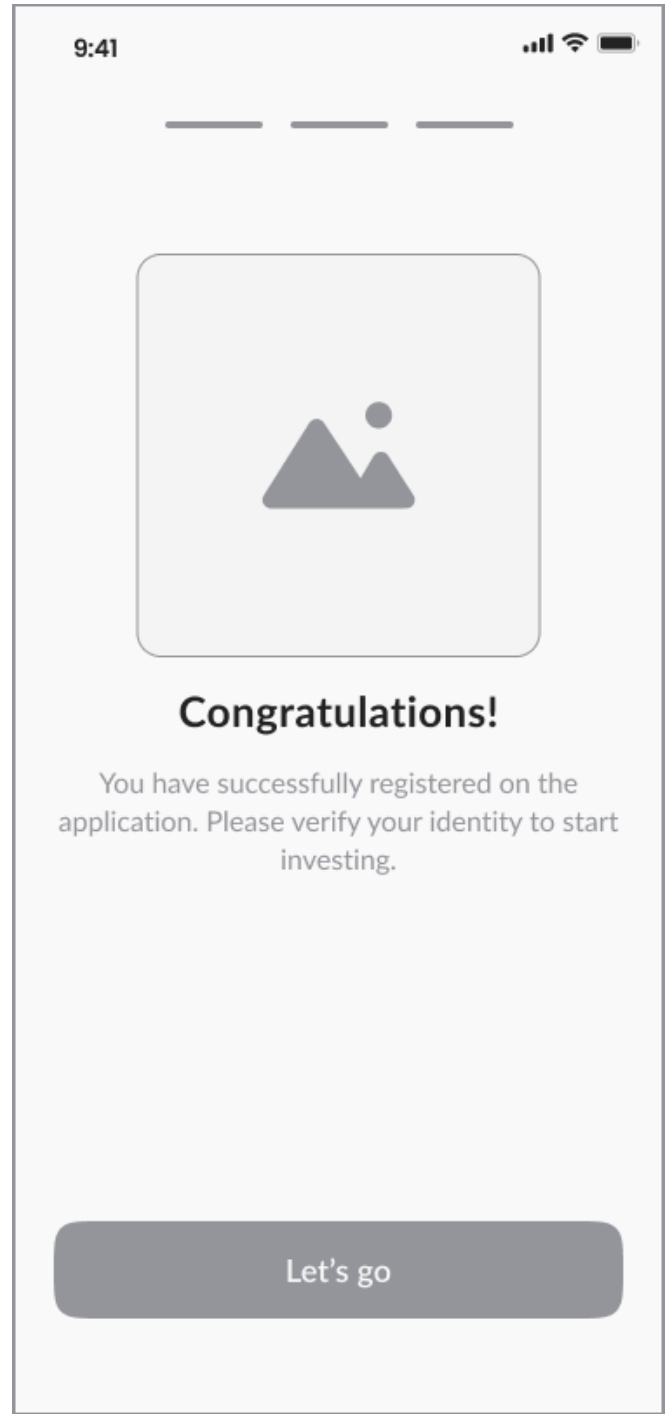 9:41
Congratulations!
You have successfully registered on the
application. Please verify your identity to start
investing.
Let’s go